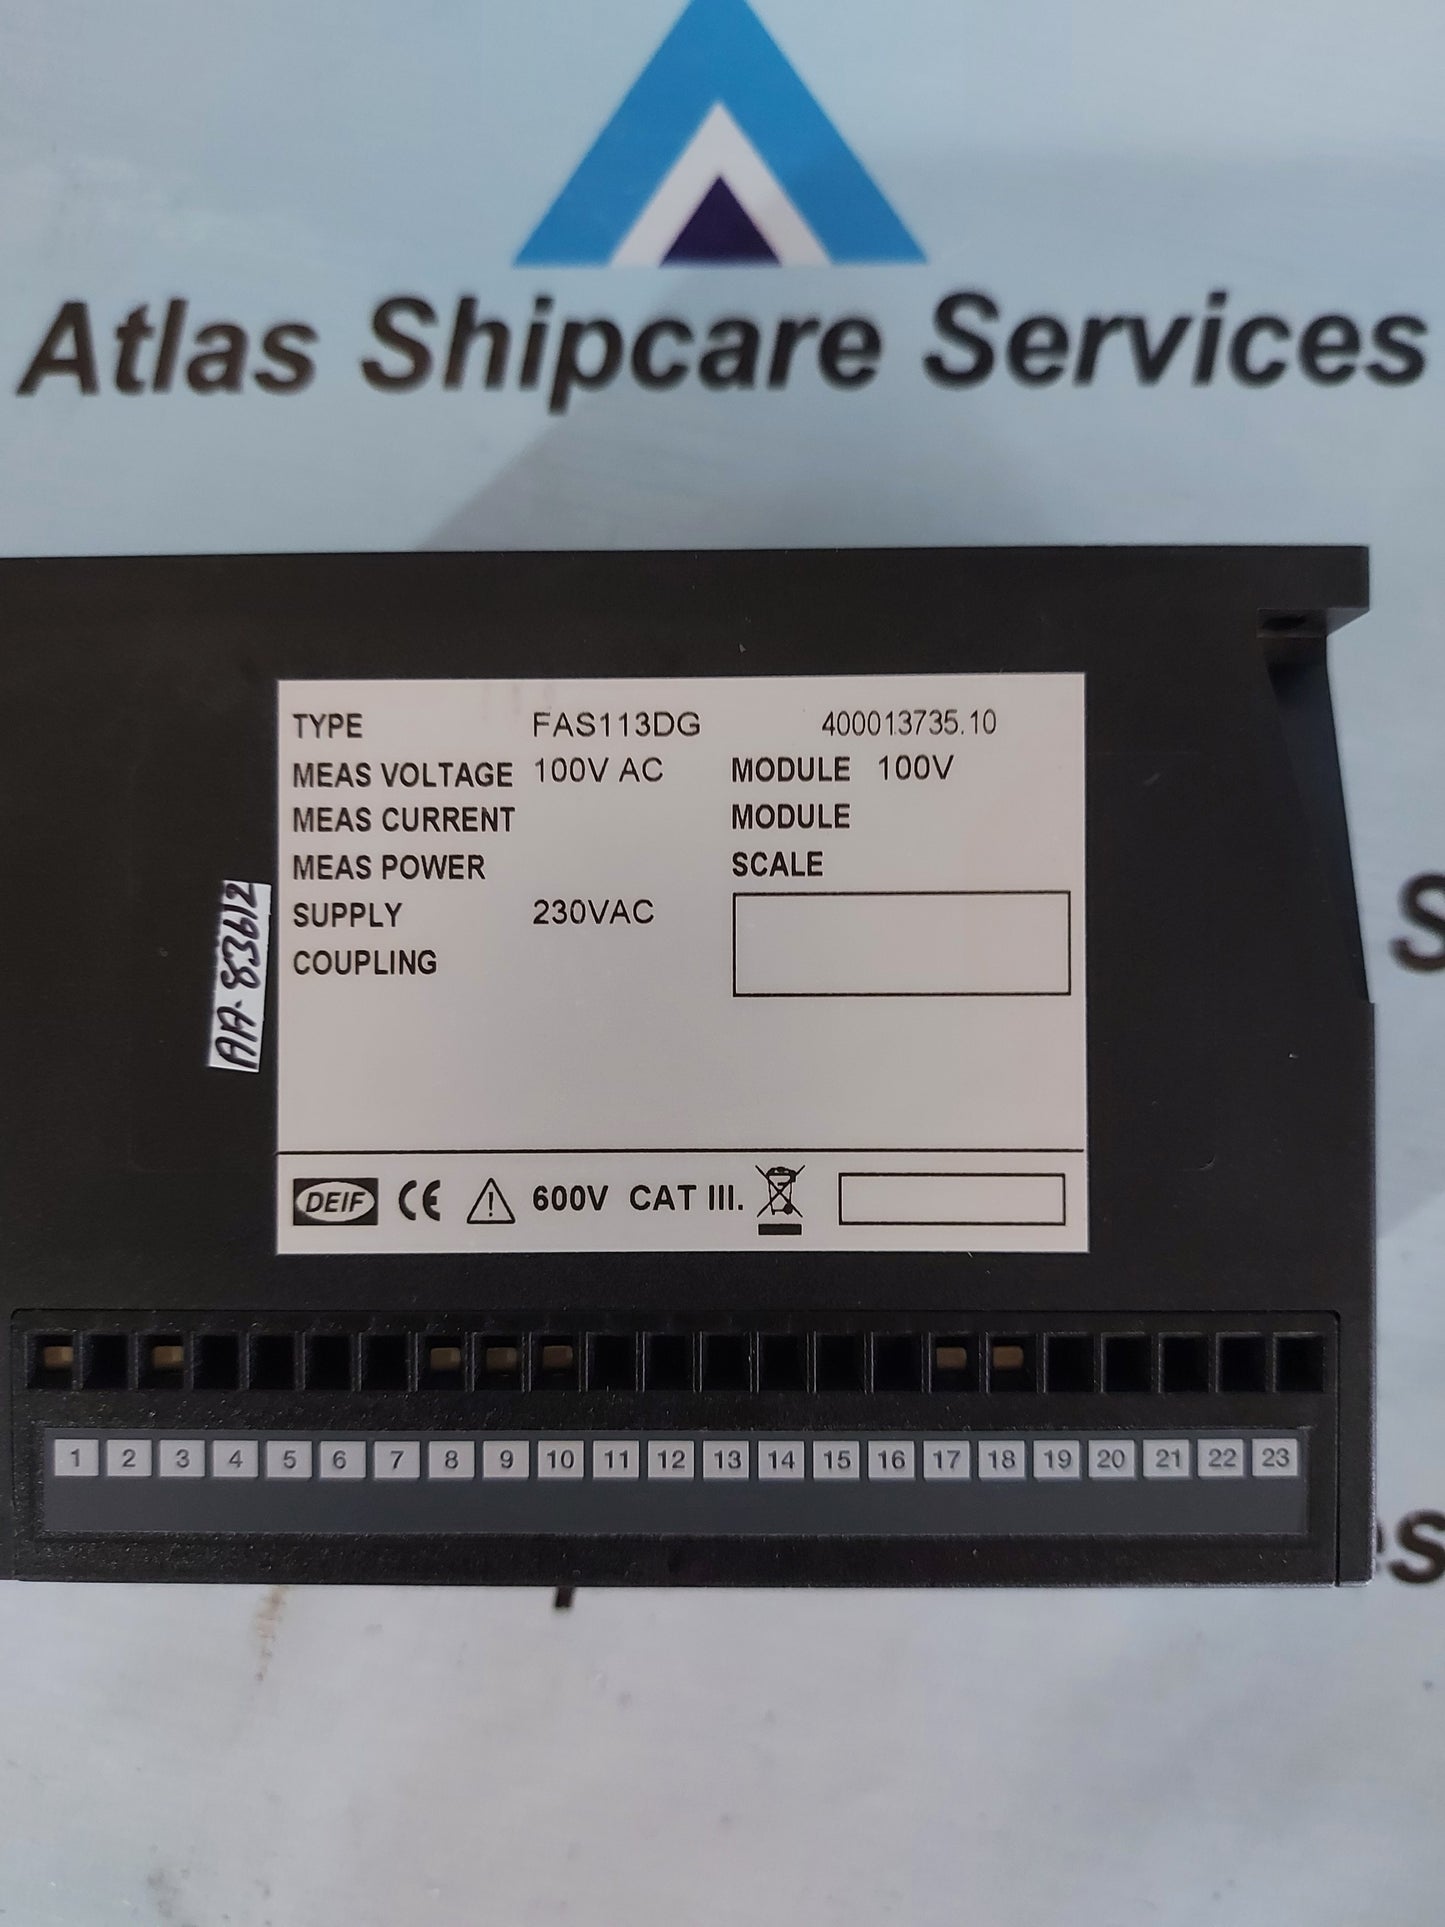 Atlas Shipcare Services
TYPE FAS113DG 400013735.10
MEAS VOLTAGE 100V AC MODULE 100V
MEAS CURRENT MODULE
MEAS POWER SCALE
SUPPLY 230VAC
COUPLING
AA-83612
DEIF CE 600V CAT III.
1 2 3 4 5 6 7 8 9 10 11 12 13 14 15 16 17 18 19 20 21 22 23